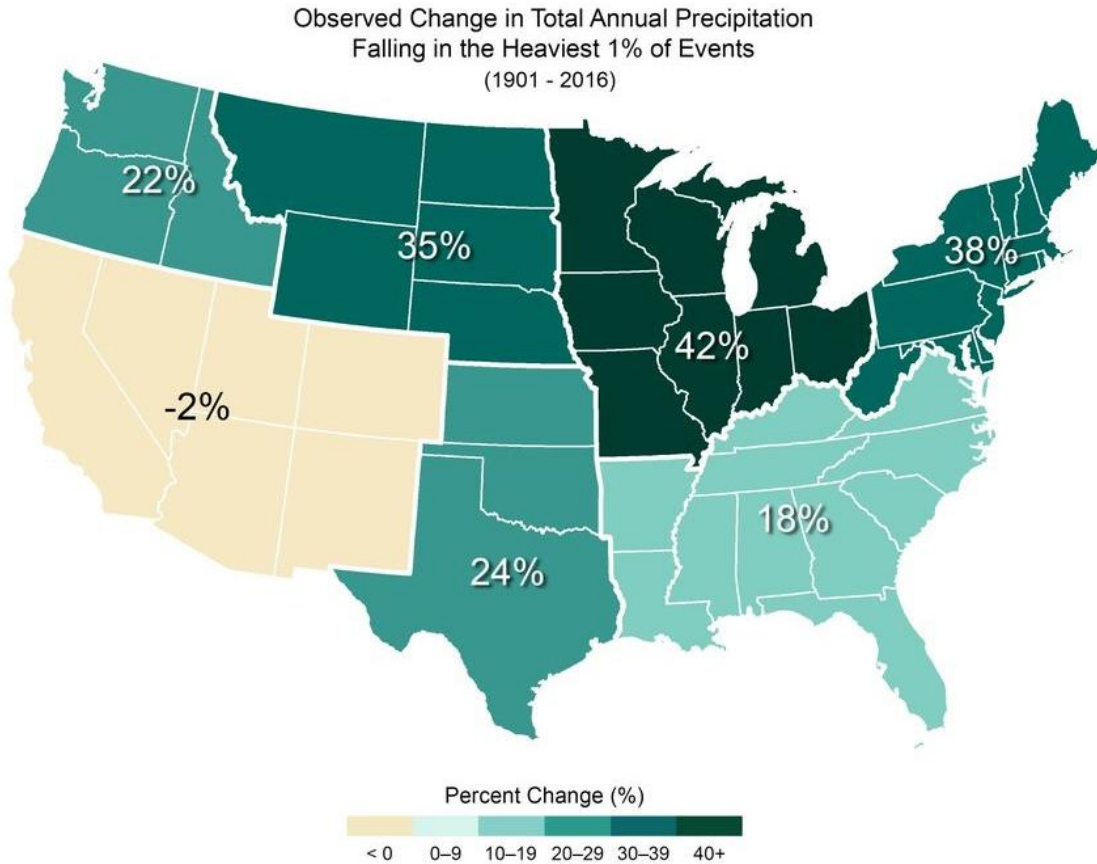 Observed Change in Total Annual Precipitation
Falling in the Heaviest 1% of Events
(1901 - 2016)
22%
35%
38%
42%
-2%
18%
24%
Percent Change (%)
< 0 0–9 10–19 20–29 30–39 40+